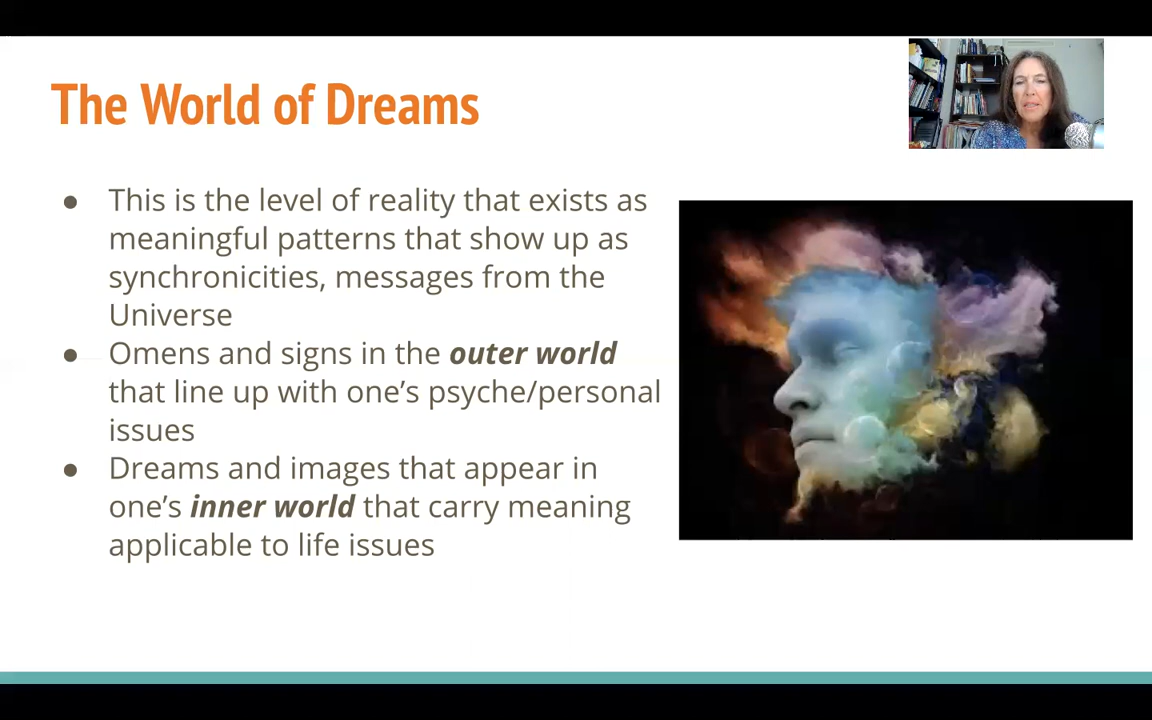 The World of Dreams
● This is the level of reality that exists as
meaningful patterns that show up as
synchronicities, messages from the
Universe
● Omens and signs in the outer world
that line up with one’s psyche/personal
issues
● Dreams and images that appear in
one’s inner world that carry meaning
applicable to life issues